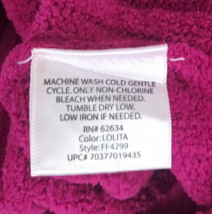 MACHINE WASH COLD GENTLE
CYCLE. ONLY NON-CHLORINE
BLEACH WHEN NEEDED.
TUMBLE DRY LOW.
LOW IRON IF NEEDED.
RN# 62634
Color: LOLITA
Style: FF4299
UPC# 70377019435